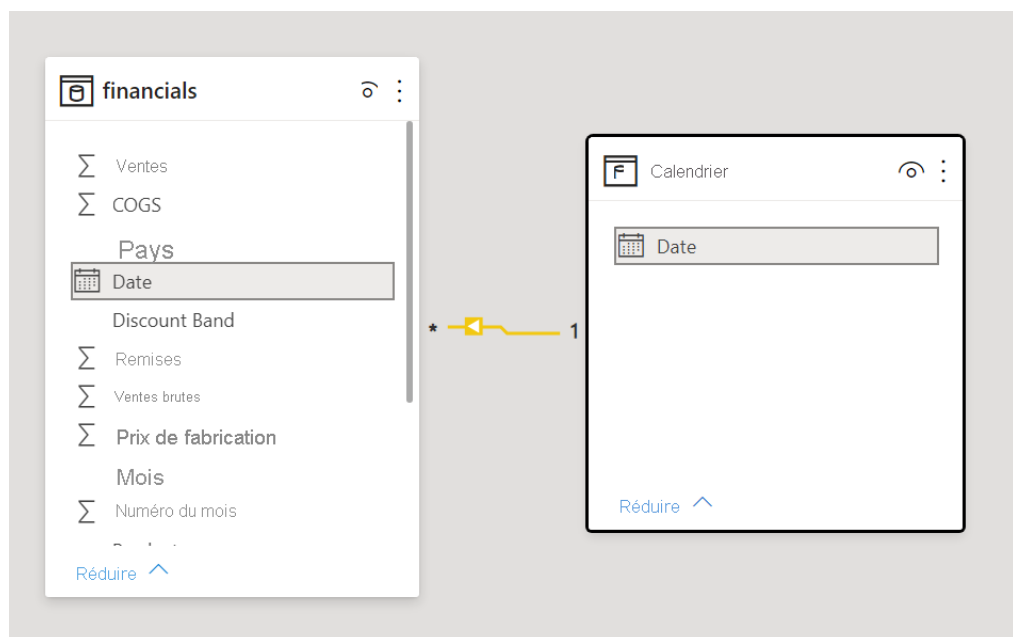 financials
Ventes
COGS
Pays
Date
Discount Band
Remises
Ventes brutes
Prix de fabrication
Mois
Numéro du mois
Réduire
* 1
Calendrier
Date
Réduire